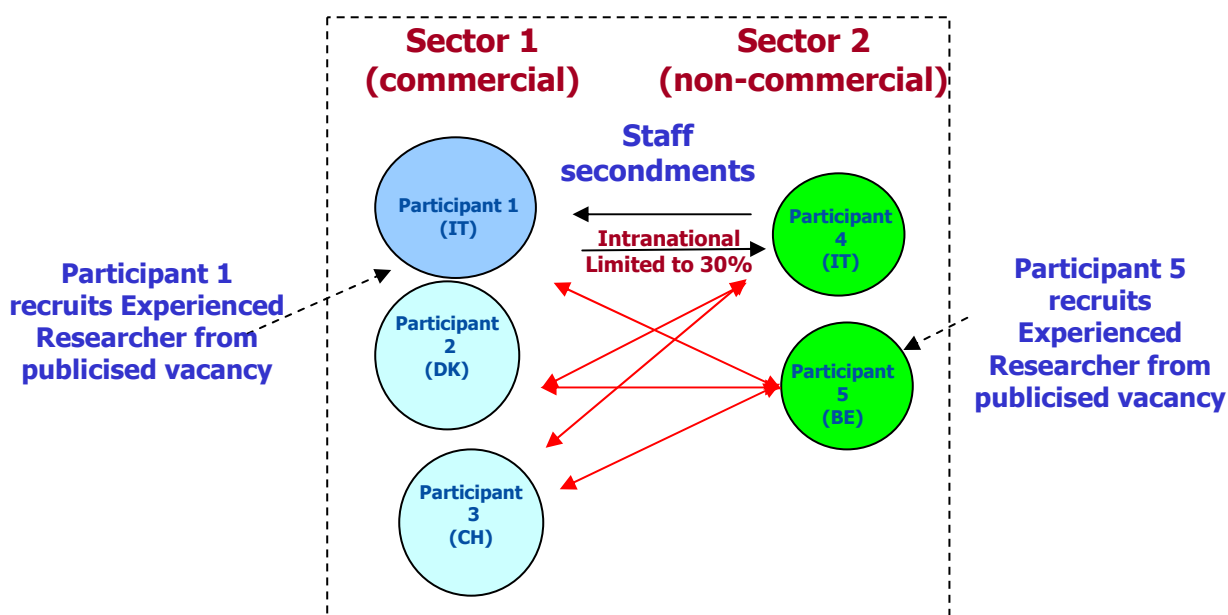 Sector 1
(commercial)
Sector 2
(non-commercial)
Staff
secondments
Participant 1
(IT)
Participant
4
(IT)
Intranational
Limited to 30%
Participant 1
recruits Experienced
Researcher from
publicised vacancy
Participant 5
recruits
Experienced
Researcher from
publicised vacancy
Participant
2
(DK)
Participant
5
(BE)
Participant
3
(CH)